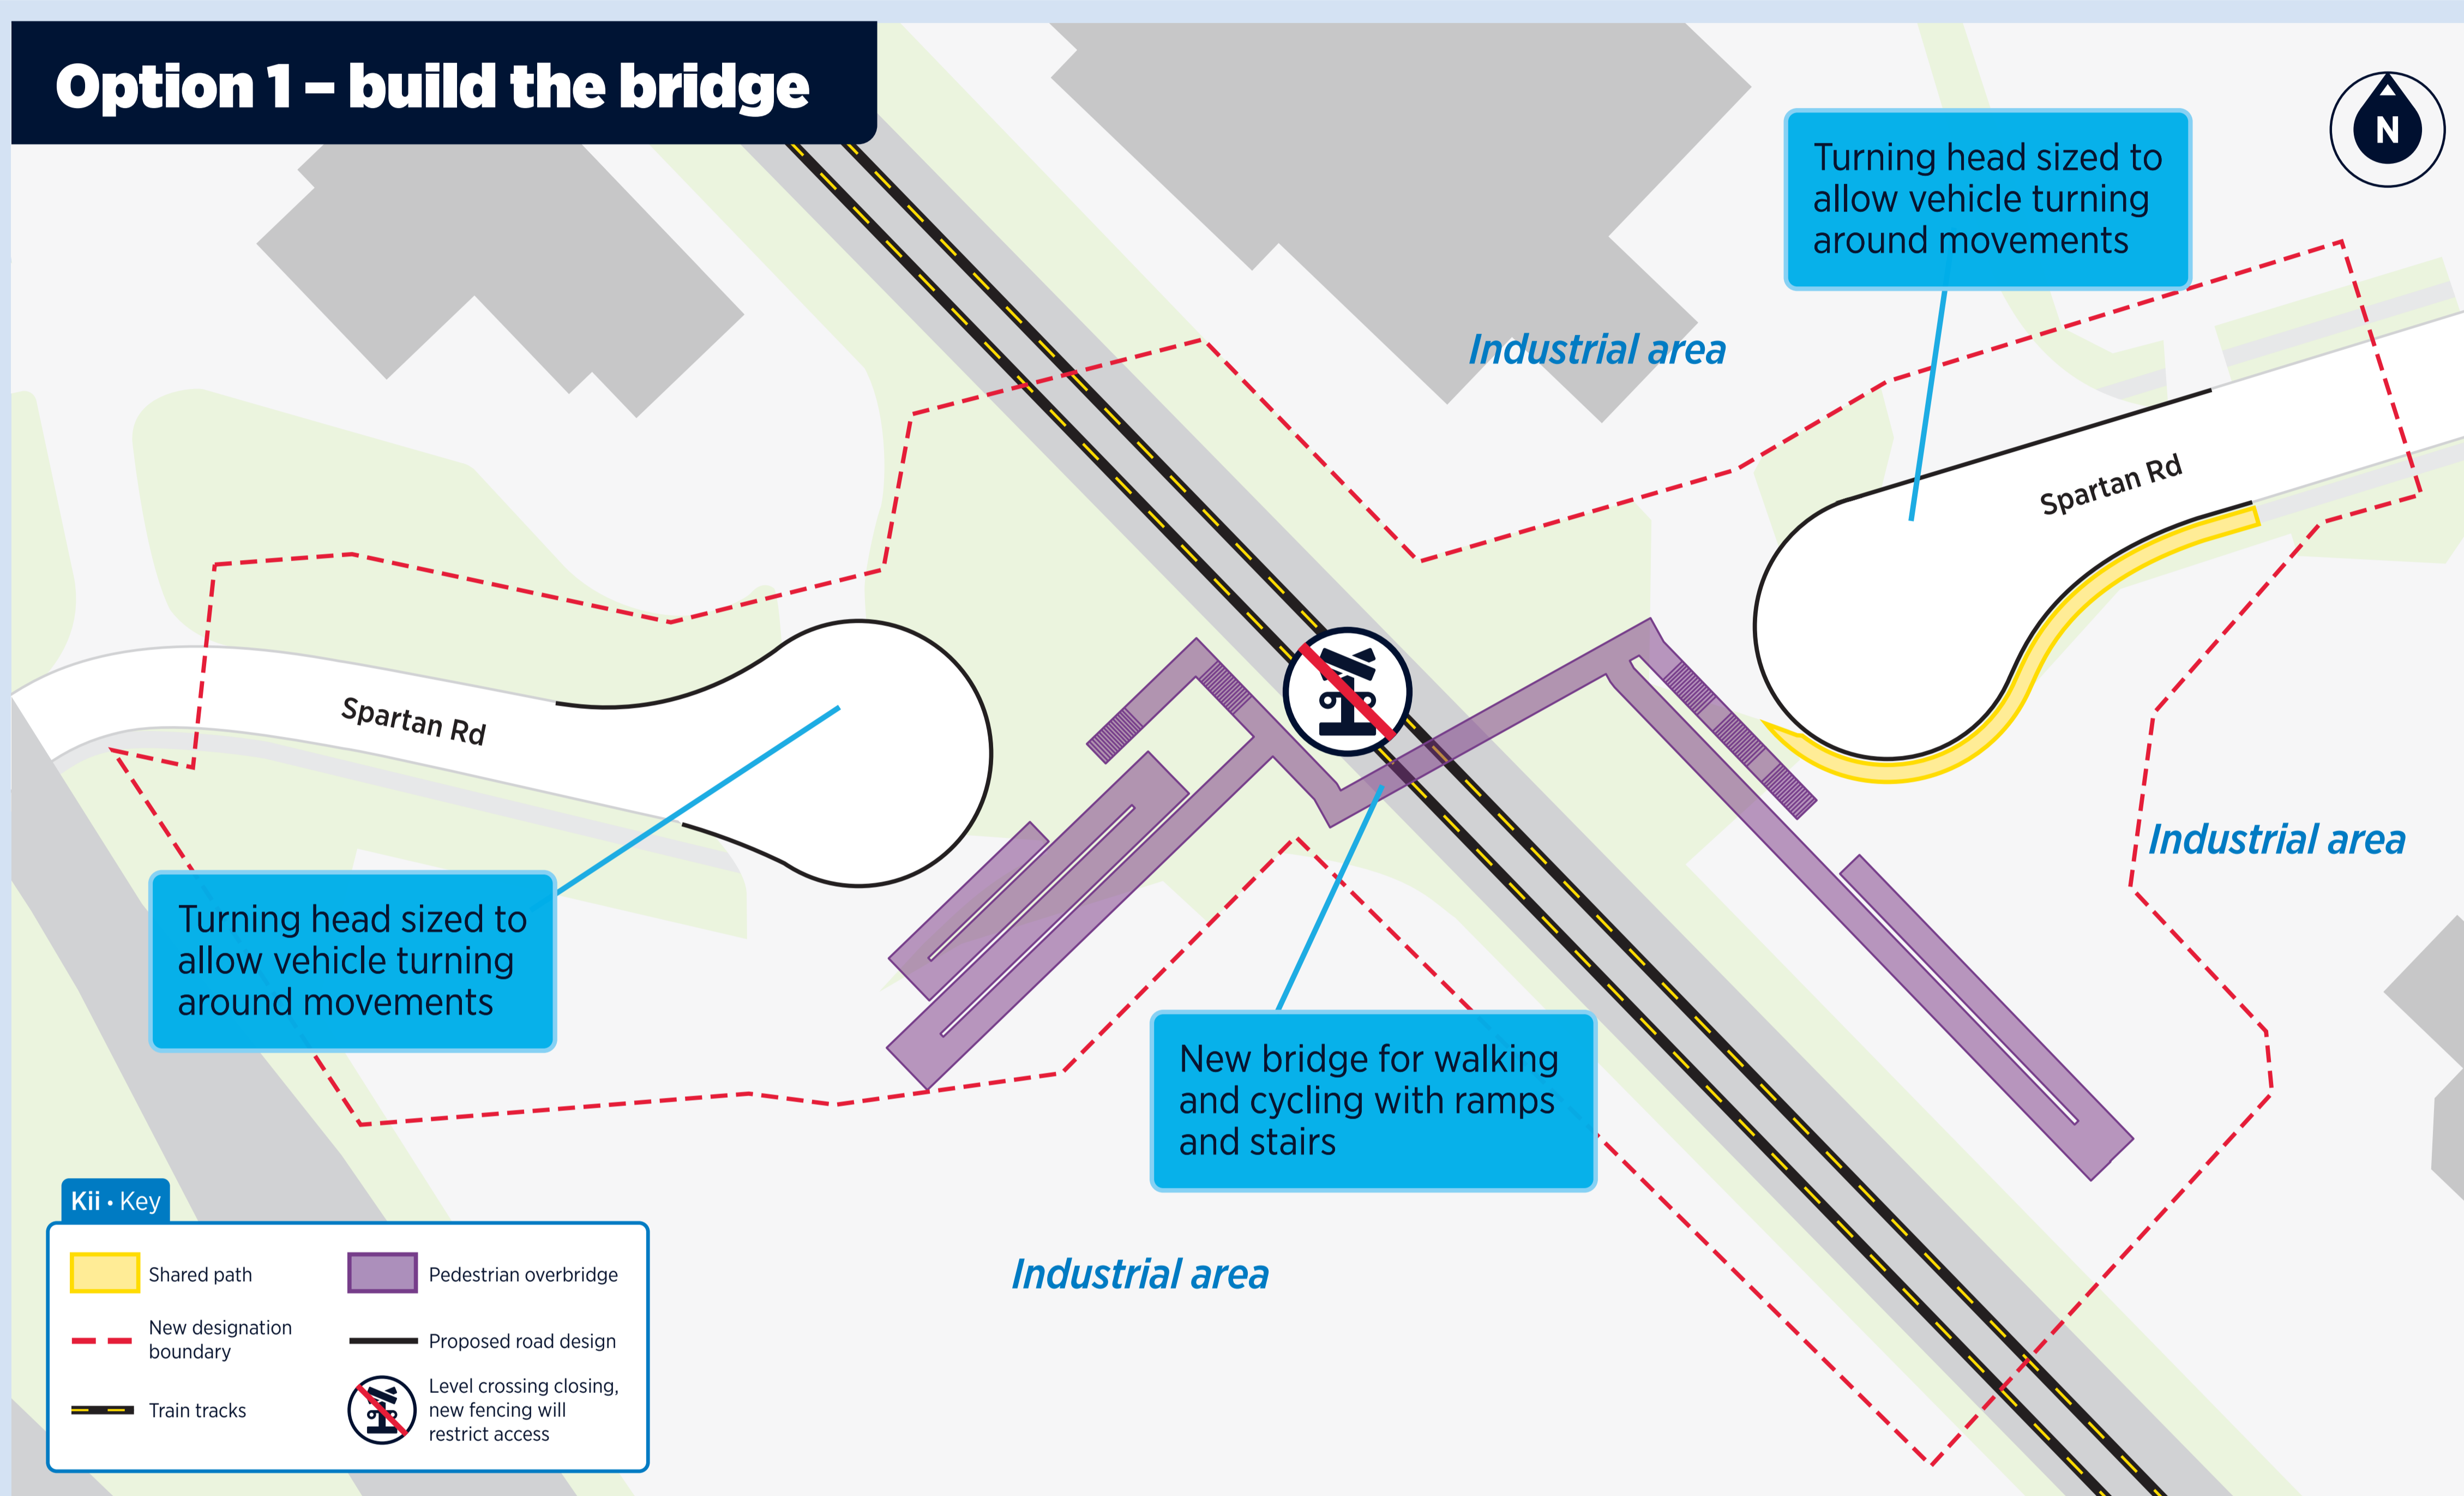 Option 1 – build the bridge
N
Turning head sized to
allow vehicle turning
around movements
Industrial area
Spartan Rd
Spartan Rd
Industrial area
Turning head sized to
allow vehicle turning
around movements
New bridge for walking
and cycling with ramps
and stairs
Industrial area
Kii • Key
Shared path
Pedestrian overbridge
New designation
boundary
Proposed road design
Train tracks
Level crossing closing,
new fencing will
restrict access